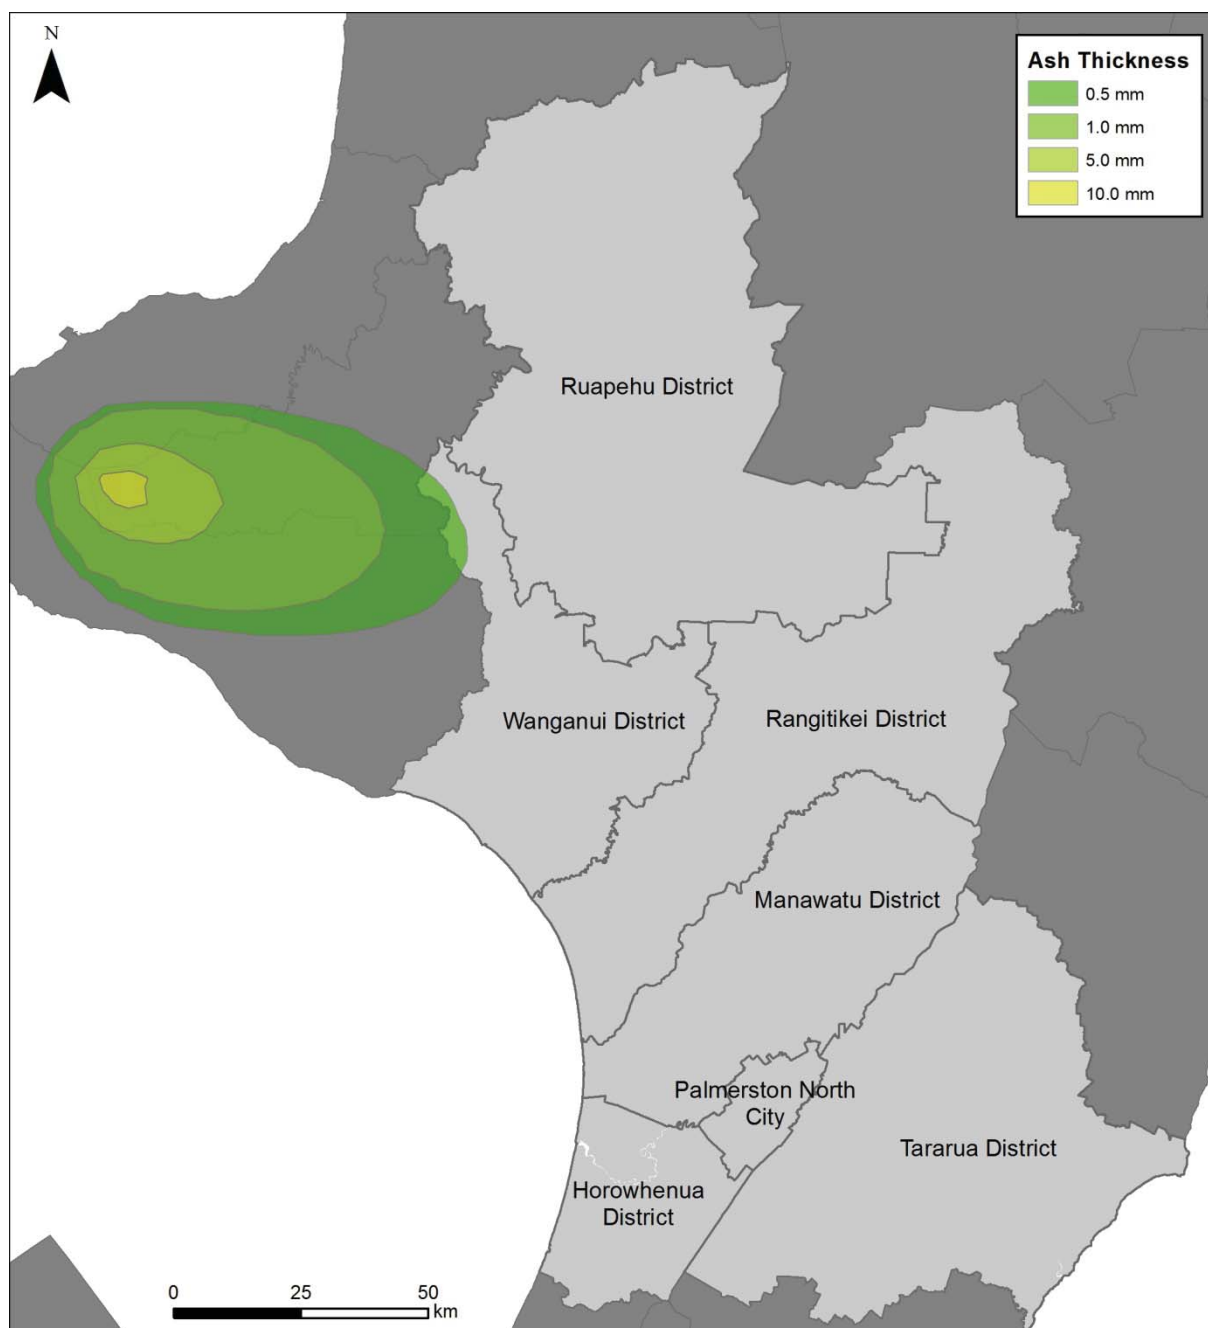 N
Ash Thickness
0.5 mm
1.0 mm
5.0 mm
10.0 mm
Ruapehu District
Wanganui District
Rangitikei District
Manawatu District
Palmerston North
City
Tararua District
Horowhenua
District
0 25 50
km